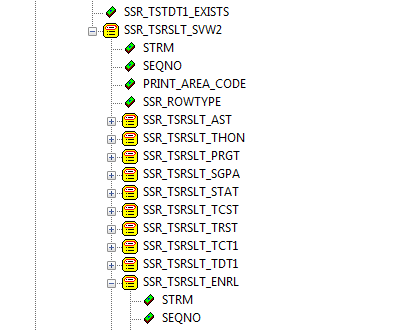 SSR_TSTDT1_EXISTS
SSR_TSRSLT_SVW2
STRM
SEQNO
PRINT_AREA_CODE
SSR_ROWTYPE
SSR_TSRSLT_AST
SSR_TSRSLT_THON
SSR_TSRSLT_PRGT
SSR_TSRSLT_SGPA
SSR_TSRSLT_STAT
SSR_TSRSLT_TCST
SSR_TSRSLT_TRST
SSR_TSRSLT_TCT1
SSR_TSRSLT_TDT1
SSR_TSRSLT_ENRL
STRM
SEQNO